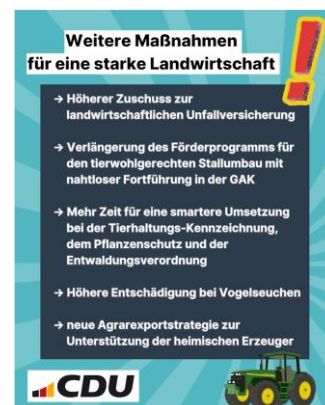 Weitere Maßnahmen
für eine starke Landwirtschaft
→ Höherer Zuschuss zur
landwirtschaftlichen Unfallversicherung
→ Verlängerung des Förderprogramms für
den tierwohlgerechten Stallumbau mit
nahtloser Fortführung in der GAK
→ Mehr Zeit für eine smartere Umsetzung
bei der Tierhaltungs-Kennzeichnung,
dem Pflanzenschutz und der
Entwaldungsverordnung
→ Höhere Entschädigung bei Vogelseuchen
→ neue Agrarexportstrategie zur
Unterstützung der heimischen Erzeuger
CDU